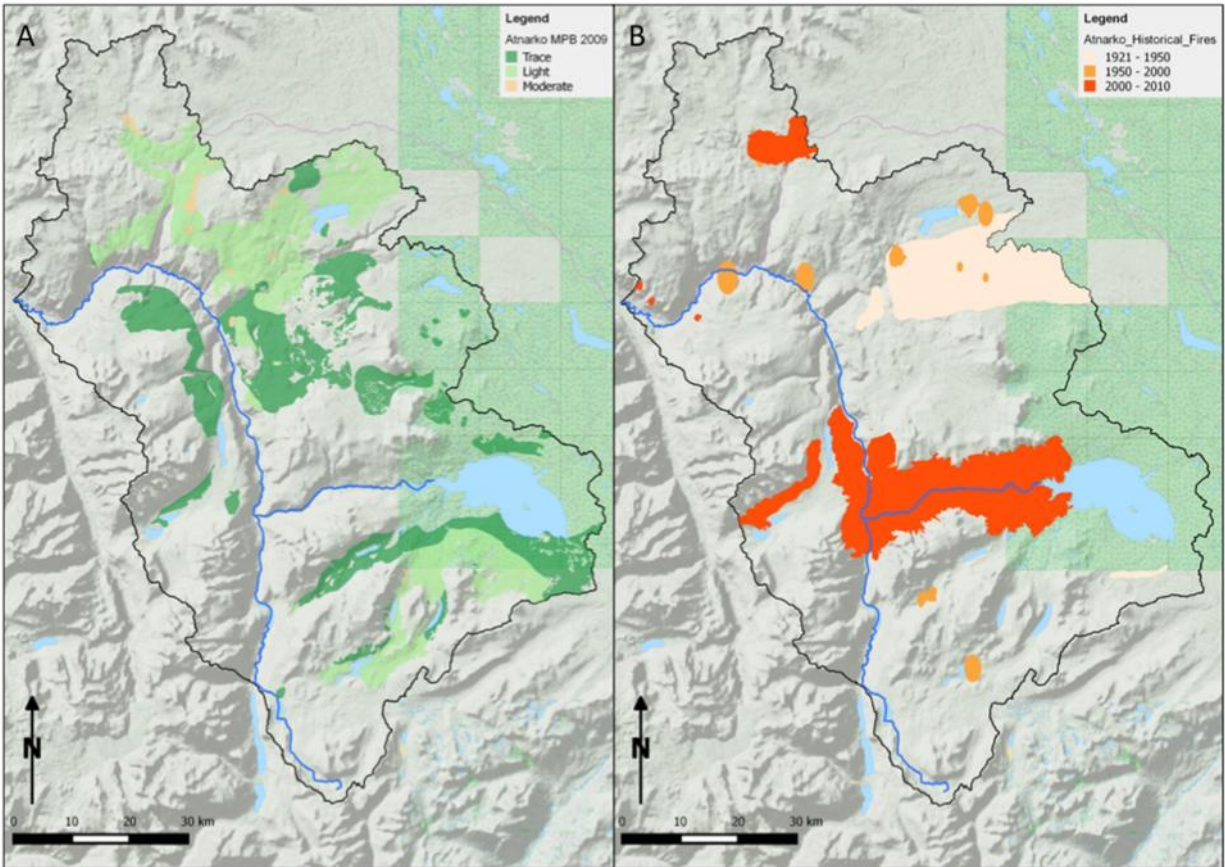 A
Legend
Atnarko MPB 2009
Trace
Light
Moderate
N
0 10 20 30 km
B
Legend
Atnarko_Historical_Fires
1921 - 1950
1950 - 2000
2000 - 2010
N
0 10 20 30 km